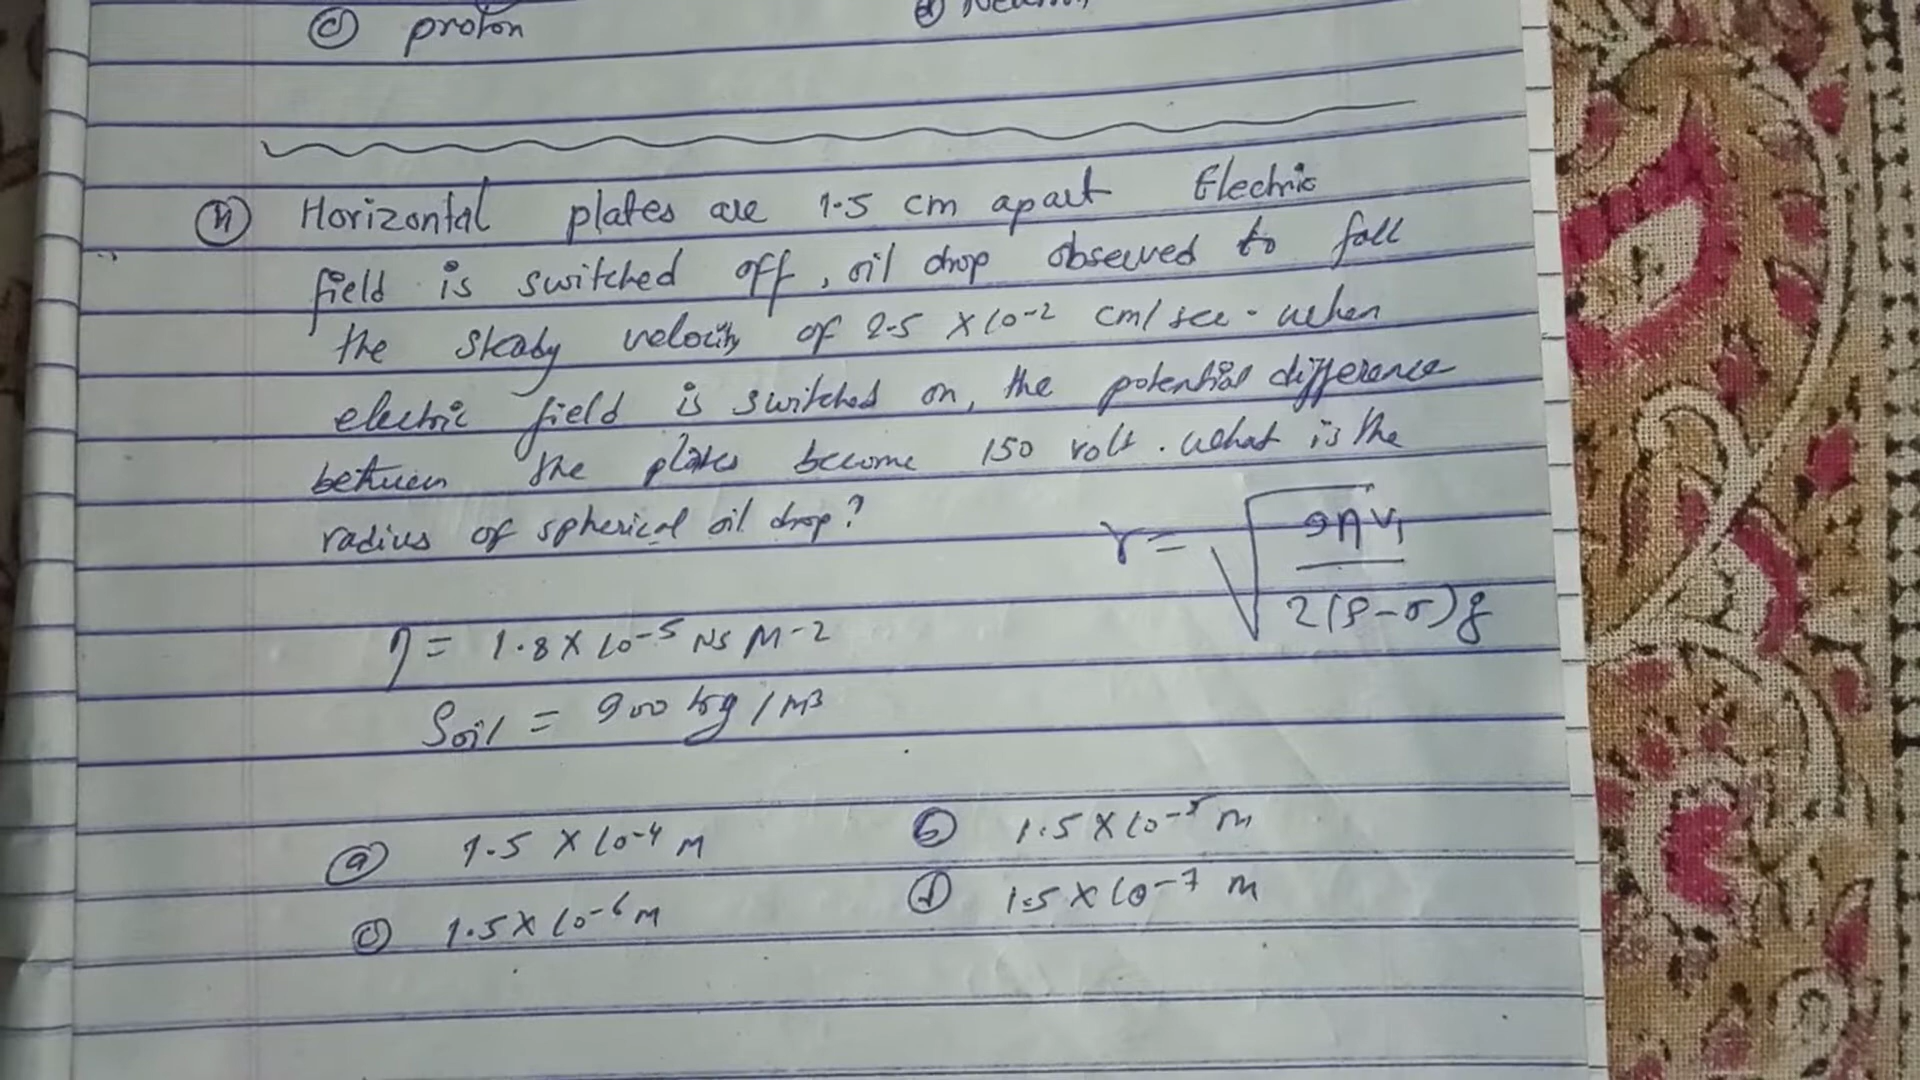 c) proton
d) Neutron
11) Horizontal plates are 1.5 cm apart Electric
field is switched off, oil drop observed to fall
the steady velocity of 2.5 × 10-2 cm/sec. when
electric field is switched on, the potential difference
between the plates become 150 volt. what is the
radius of spherical oil drop?
r = √ 9ηv₁ / 2(ρ-σ)g
η = 1.8 × 10-5 Ns M-2
ρoil = 900 kg/m3
a) 1.5 × 10-4 M
b) 1.5 × 10-5 m
c) 1.5 × 10-6 M
d) 1.5 × 10-7 m